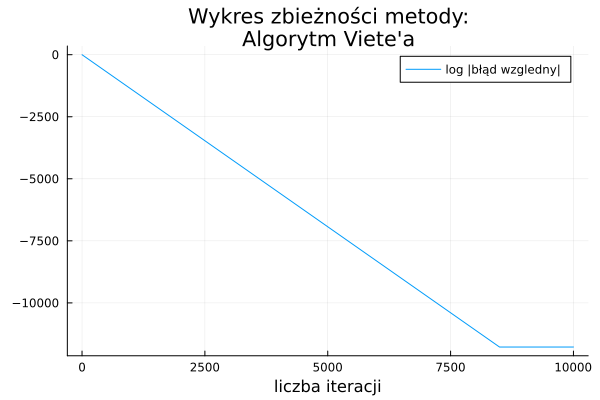 Wykres zbieżności metody:
Algorytm Viete'a
log |błąd wzgledny|
0
−2500
−5000
−7500
−10000
0
2500
5000
7500
10000
liczba iteracji